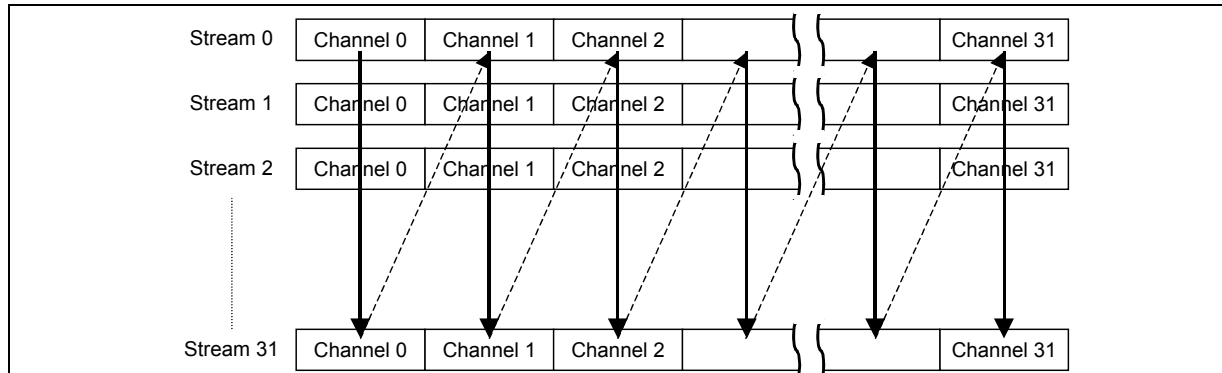 Stream 0 Channel 0 Channel 1 Channel 2 Channel 31
Stream 1 Channel 0 Channel 1 Channel 2 Channel 31
Stream 2 Channel 0 Channel 1 Channel 2 Channel 31
Stream 31 Channel 0 Channel 1 Channel 2 Channel 31